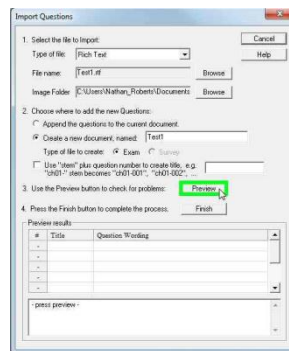 Import Questions
1. Select the file to Import:
Cancel
Type of file: Rich Text
Help
File name: Test1.rtf Browse
Image Folder C:\Users\Nathan_Roberts\Documents Browse
2. Choose where to add the new Questions:
Append the questions to the current document.
Create a new document, named: Test1
Type of file to create: Exam Survey
Use "stem" plus question number to create title, e.g.
"ch01-" stem becomes "ch01-001", "ch01-002", ...
3. Use the Preview button to check for problems: Preview
4. Press the Finish button to complete the process. Finish
Preview results
# Title Question Wording
-
-
-
-
- press preview -